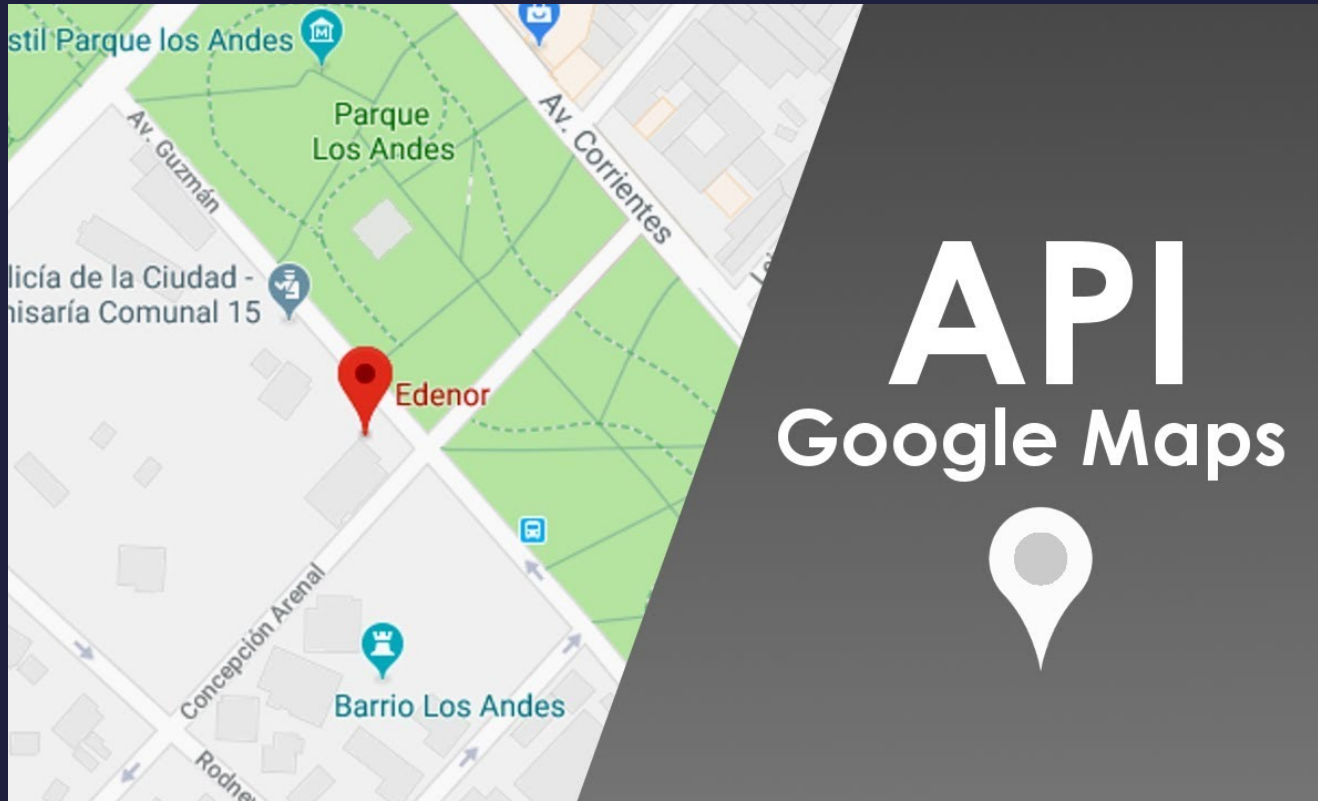 stil Parque los Andes
Parque
Los Andes
Av. Corrientes
Av. Guzmán
licía de la Ciudad -
nisaría Comunal 15
Edenor
Concepción Arenal
Barrio Los Andes
Rodne
API
Google Maps